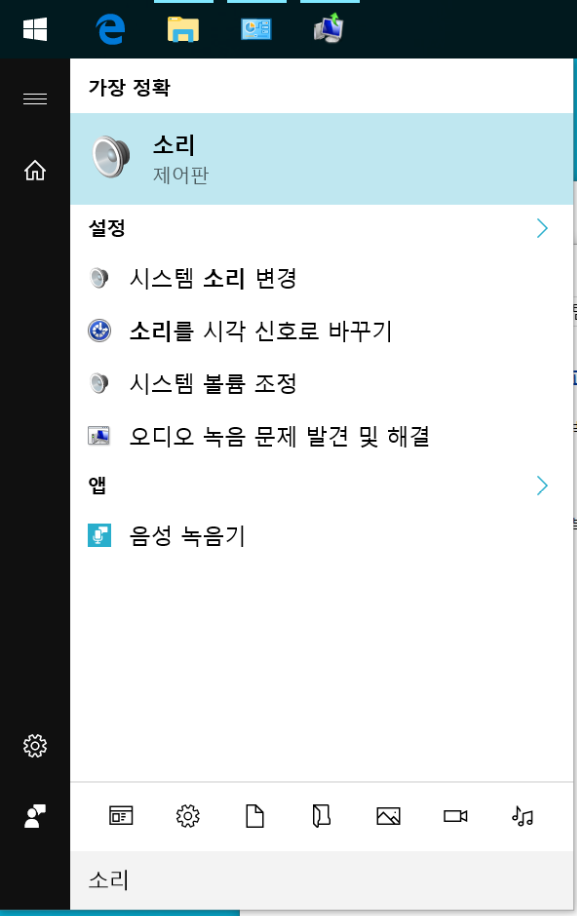 가장 정확
소리
제어판
설정
시스템 소리 변경
소리를 시각 신호로 바꾸기
시스템 볼륨 조정
오디오 녹음 문제 발견 및 해결
앱
음성 녹음기
소리